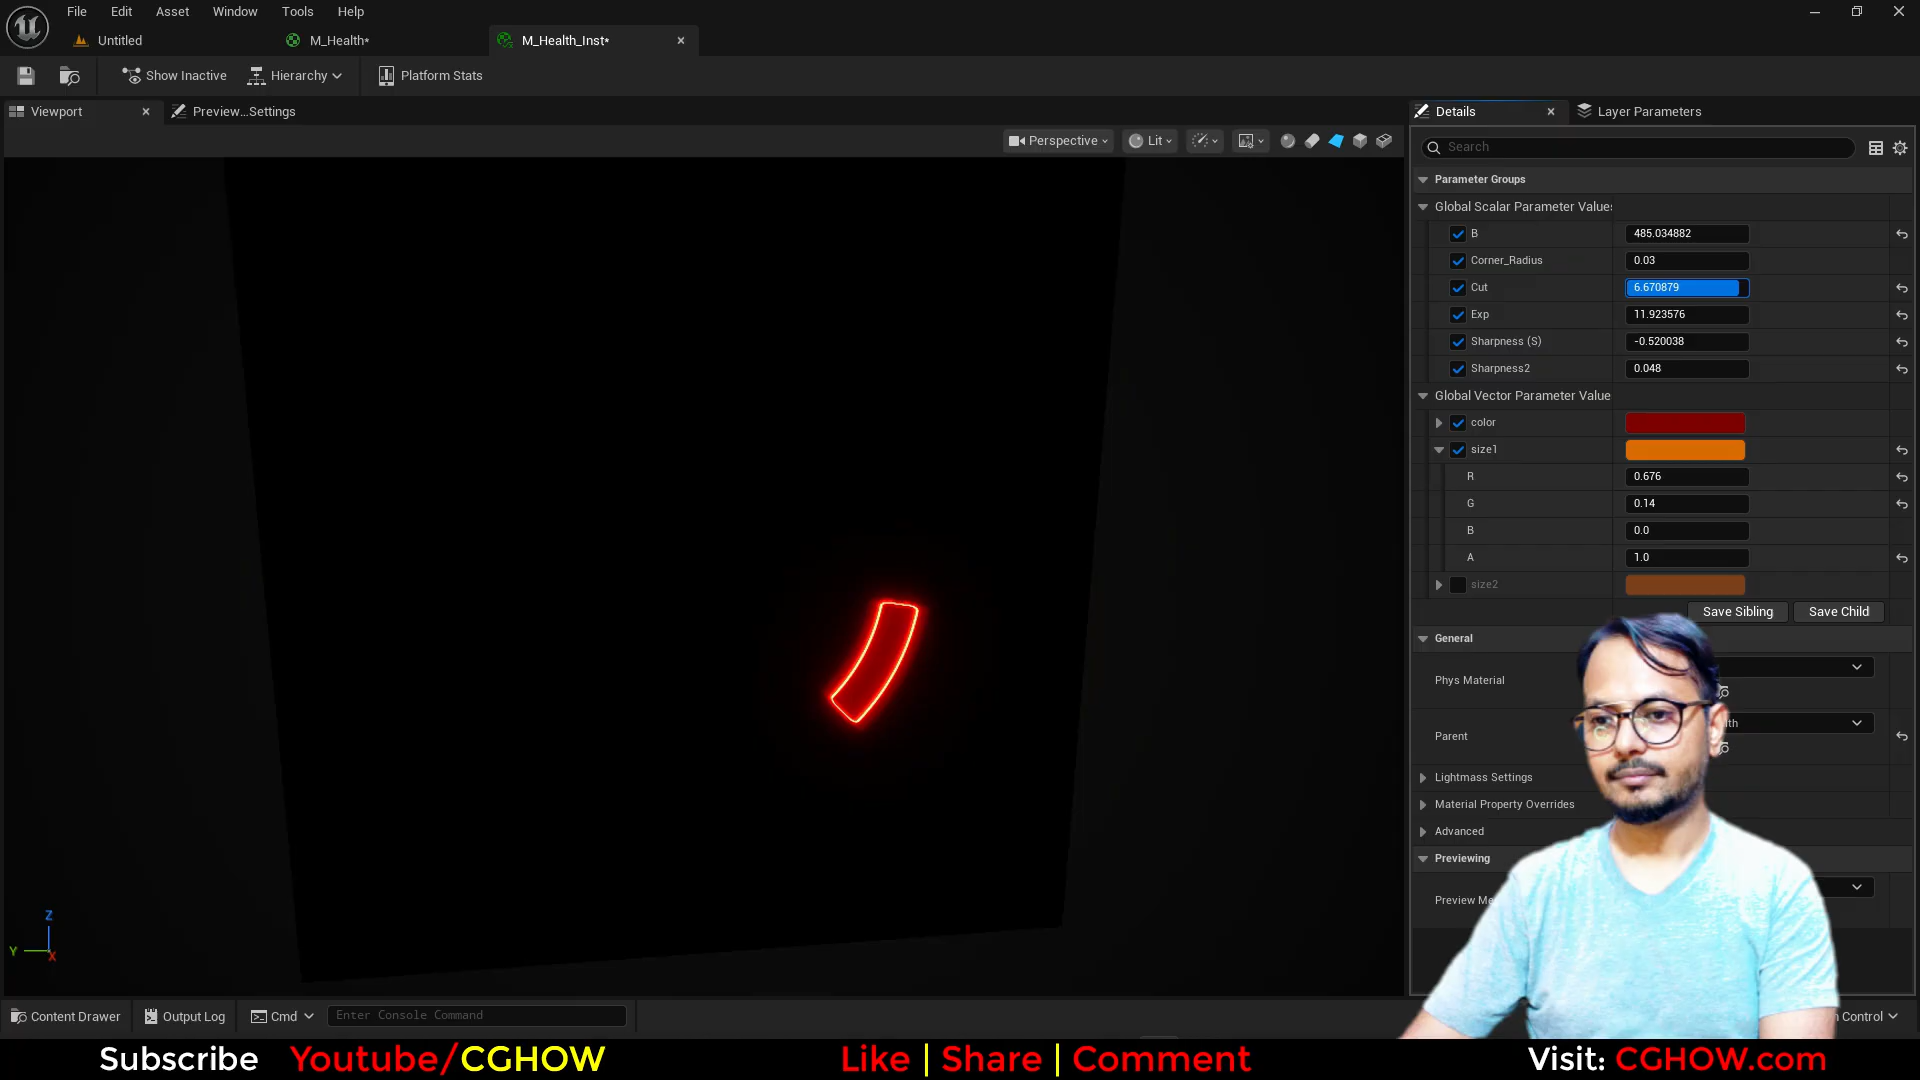 File Edit Asset Window Tools Help
Untitled M_Health* M_Health_Inst*
Show Inactive Hierarchy Platform Stats
Viewport Preview...Settings Details Layer Parameters
Perspective Lit
Search
Parameter Groups
Global Scalar Parameter Values
B 485.034882
Corner_Radius 0.03
Cut 6.670879
Exp 11.923576
Sharpness (S) -0.520038
Sharpness2 0.048
Global Vector Parameter Value
color
size1
R 0.676
G 0.14
B 0.0
A 1.0
size2
Save Sibling Save Child
General
Phys Material
Parent
Lightmass Settings
Material Property Overrides
Advanced
Previewing
Preview Me
Z
Y X
Content Drawer Output Log Cmd Enter Console Command Control
Subscribe Youtube/CGHOW Like | Share | Comment Visit: CGHOW.com